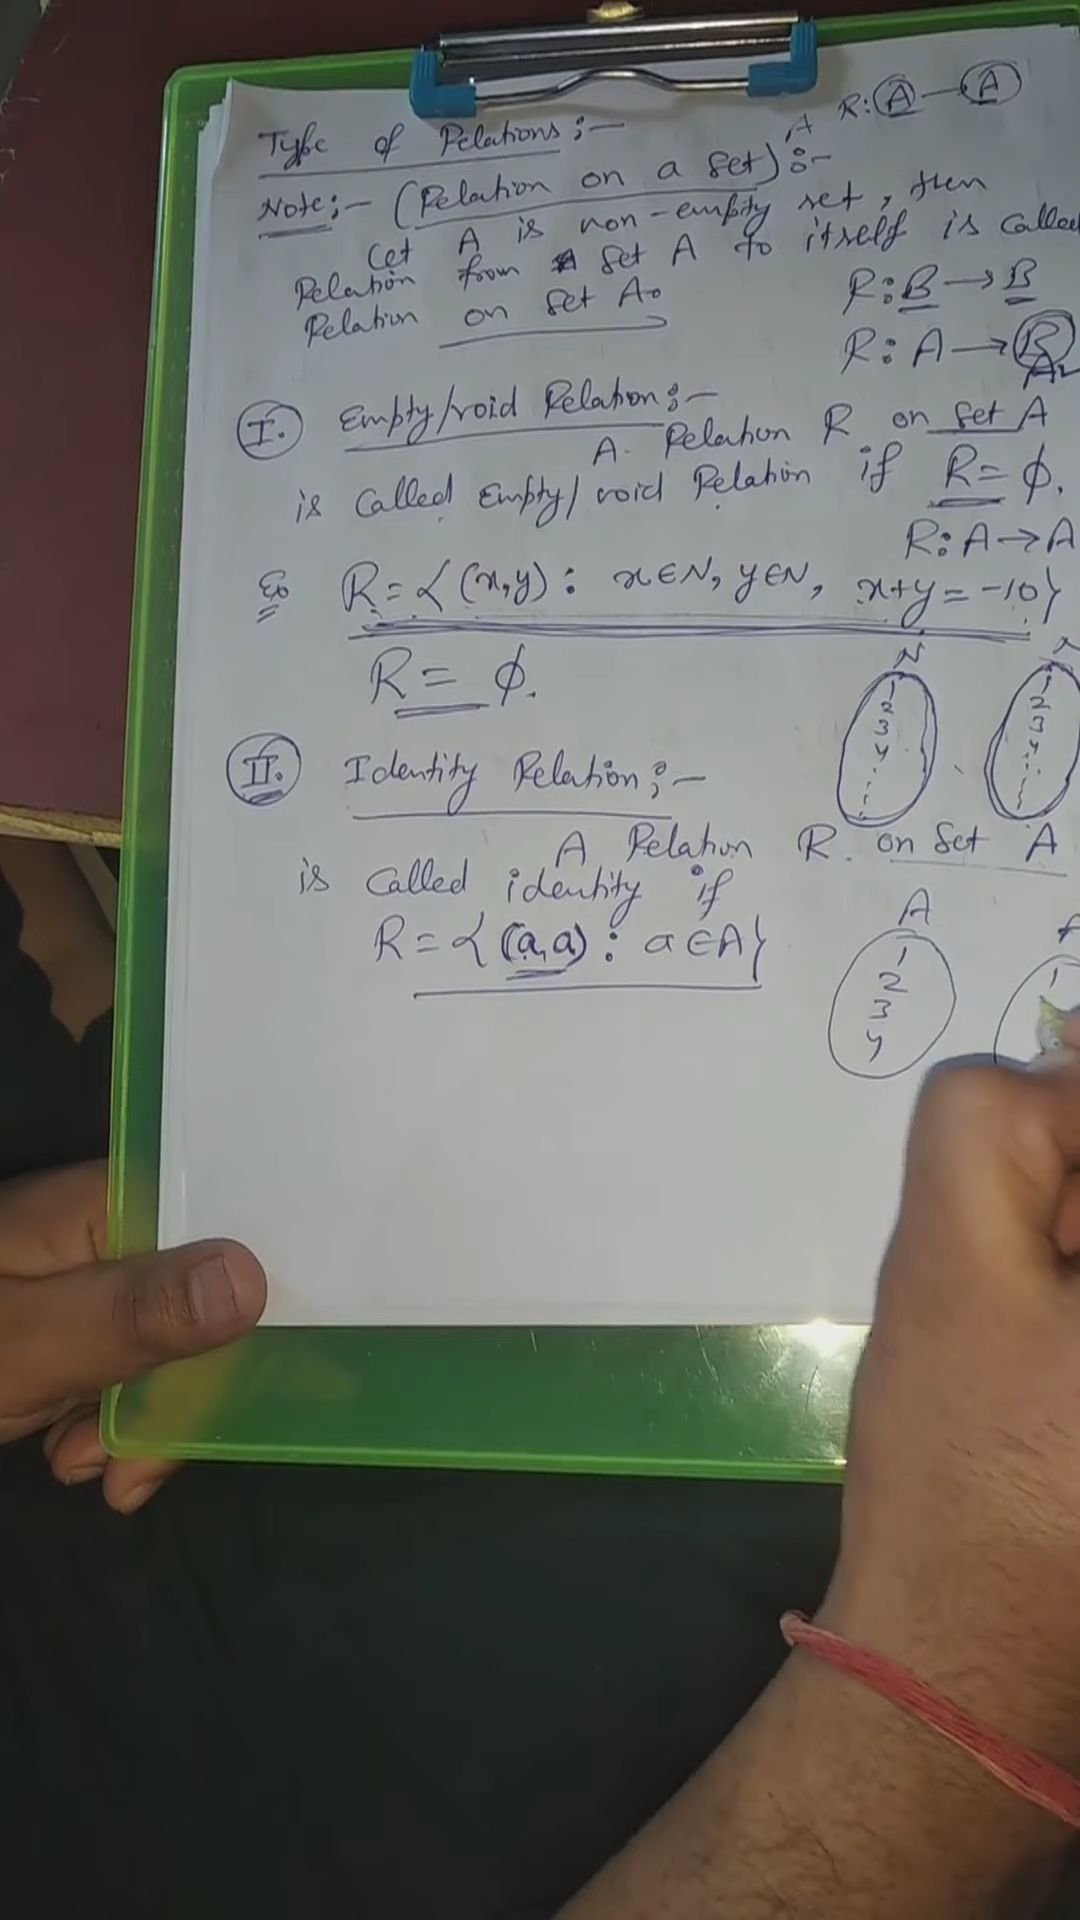 Type of Relations :-
R: A — A
Note:- (Relation on a set) A :-
Let A is non-empty set, then
Relation from set A to itself is called
Relation on set A.
R: B → B
R: A → B
I. Empty/void Relation :-
A Relation R on set A
is called Empty/void Relation if R = ϕ.
R: A → A
R = {(x,y) : x∈N, y∈N, x+y = -10}
R = ϕ.
N
1
2
3
4
1
2
3
4
II. Identity Relation :-
A Relation R on set A
is called identity if
R = {(a,a) : a∈A}
A
1
2
3
4
A
1